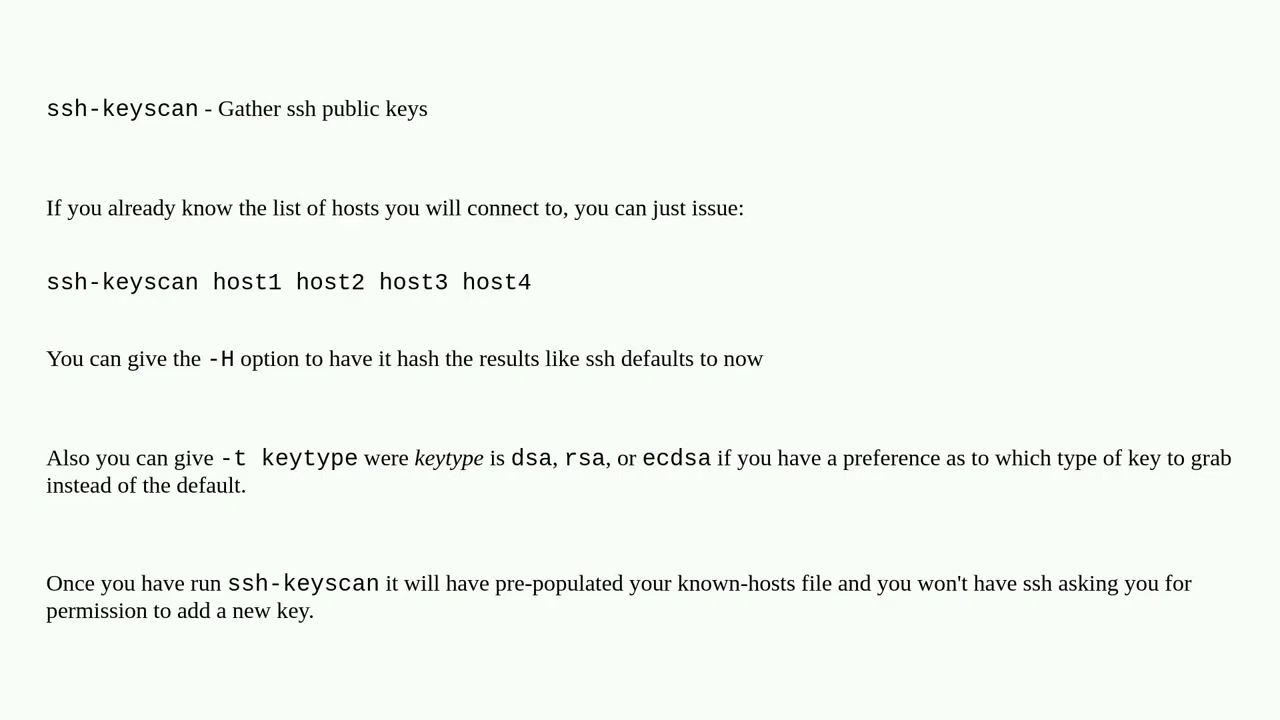 ssh-keyscan - Gather ssh public keys
If you already know the list of hosts you will connect to, you can just issue:
ssh-keyscan host1 host2 host3 host4
You can give the -H option to have it hash the results like ssh defaults to now
Also you can give -t keytype were keytype is dsa, rsa, or ecdsa if you have a preference as to which type of key to grab
instead of the default.
Once you have run ssh-keyscan it will have pre-populated your known-hosts file and you won't have ssh asking you for
permission to add a new key.